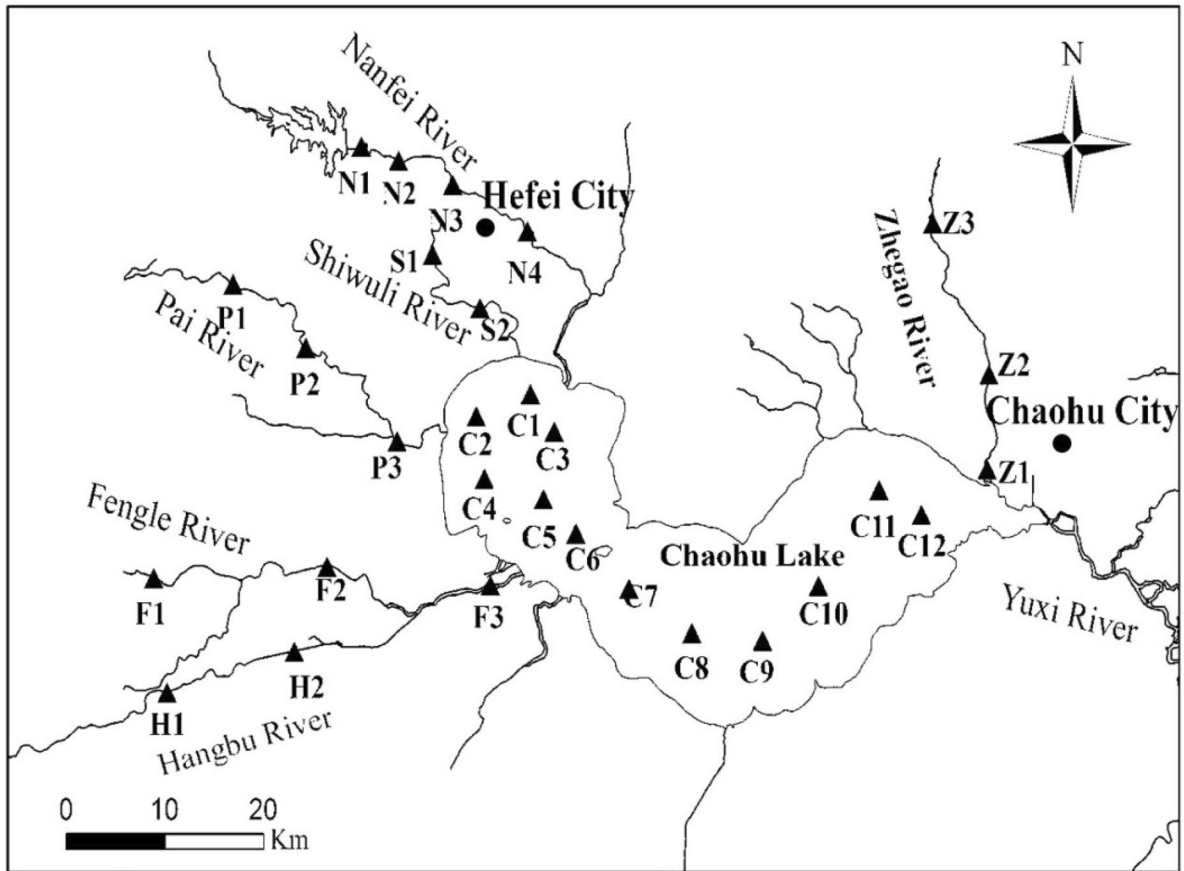 N
Nanfei River
N1
N2
N3
Hefei City
N4
Zhegao River
Z3
Shiwuli River
S1
S2
Pai River
P1
P2
P3
Z2
Chaohu City
Z1
C1
C2
C3
C4
C5
C6
C7
C8
C9
C10
C11
C12
Chaohu Lake
Yuxi River
Fengle River
F1
F2
F3
H1
H2
Hangbu River
0 10 20
Km